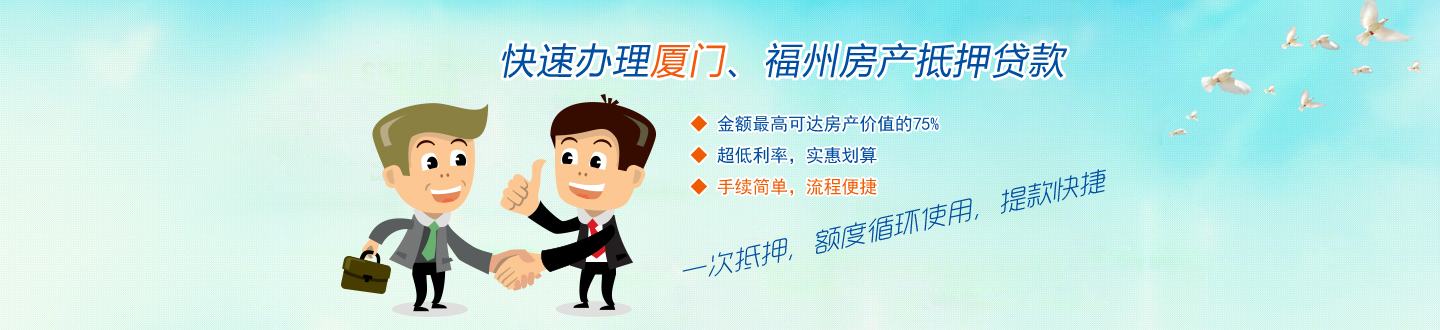 快速办理厦门、福州房产抵押贷款
金额最高可达房产价值的75%
超低利率，实惠划算
手续简单，流程便捷
一次抵押，额度循环使用，提款快捷